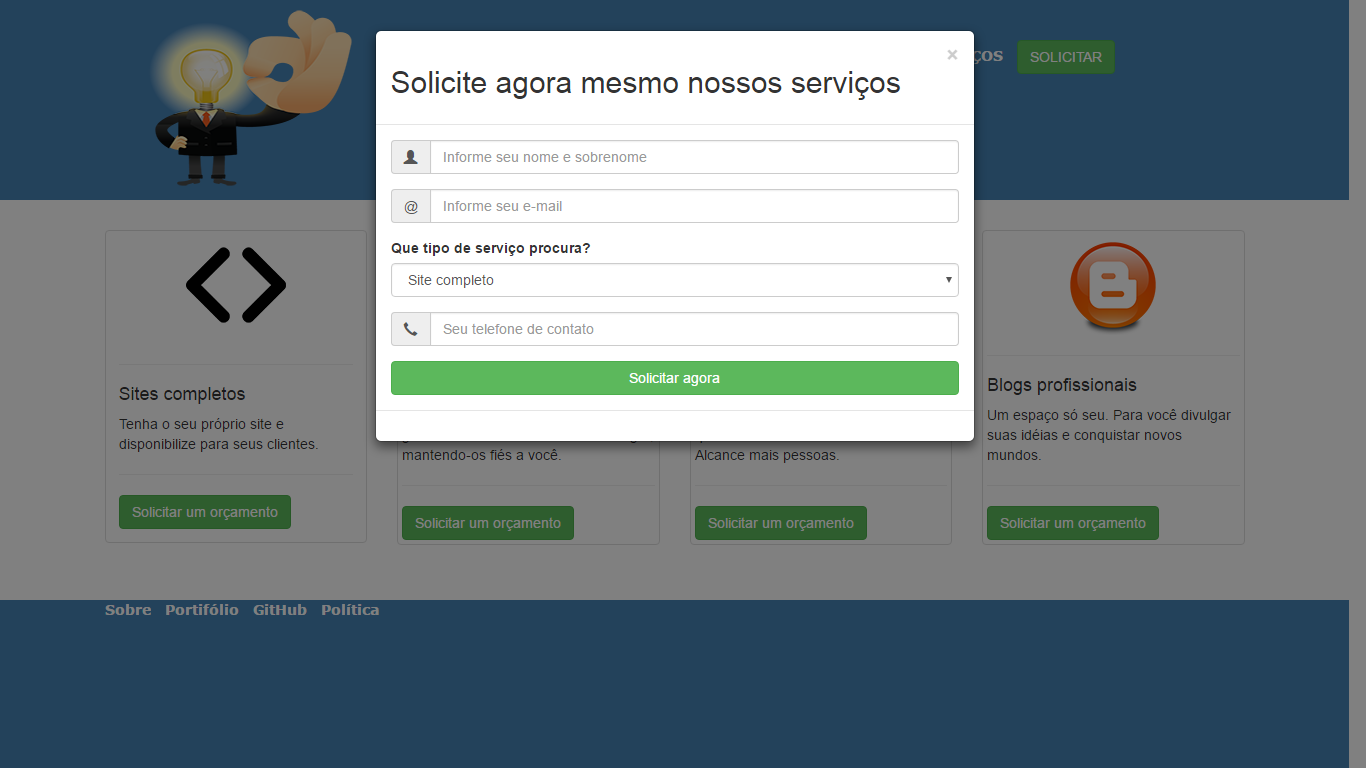 ços SOLICITAR
×
Solicite agora mesmo nossos serviços
Informe seu nome e sobrenome
@ Informe seu e-mail
Que tipo de serviço procura?
Site completo
Seu telefone de contato
Solicitar agora
Sites completos
Tenha o seu próprio site e
disponibilize para seus clientes.
Solicitar um orçamento
mantendo-os fiés a você.
Solicitar um orçamento
Alcance mais pessoas.
Solicitar um orçamento
Blogs profissionais
Um espaço só seu. Para você divulgar
suas idéias e conquistar novos
mundos.
Solicitar um orçamento
Sobre Portifólio GitHub Política